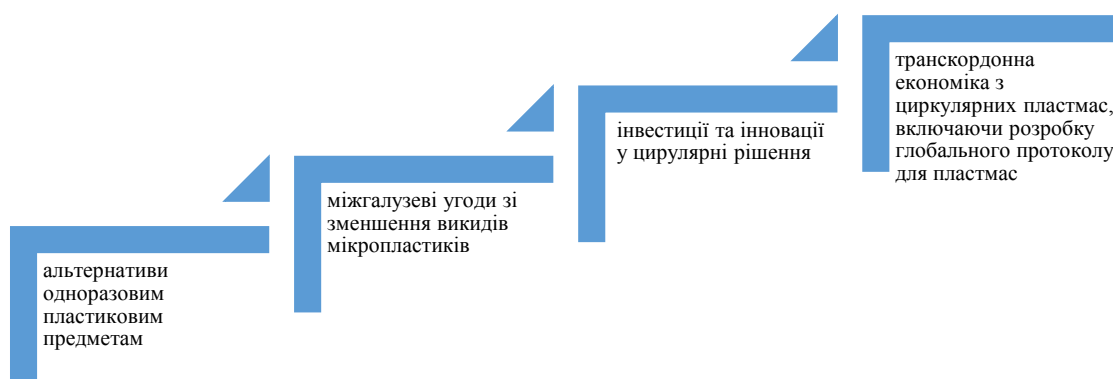 альтернативи
одноразовим
пластиковим
предметам
міжгалузеві угоди зі
зменшення викидів
мікропластиків
інвестиції та інновації
у цирулярні рішення
транскордонна
економіка з
циркулярних пластмас,
включаючи розробку
глобального протоколу
для пластмас